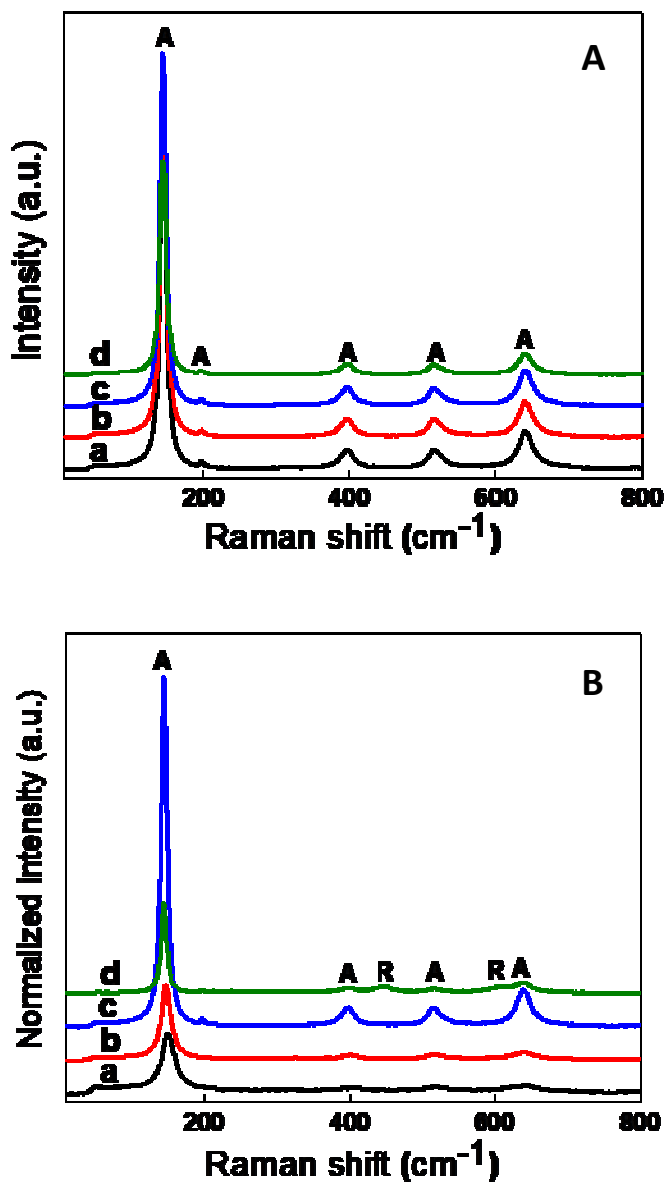 A
A
Intensity (a.u.)
d
A
A
A
A
c
b
a
200
400
600
800
Raman shift (cm⁻¹)
A
B
Normalized Intensity (a.u.)
d
A
R
A
R
A
c
b
a
200
400
600
800
Raman shift (cm⁻¹)